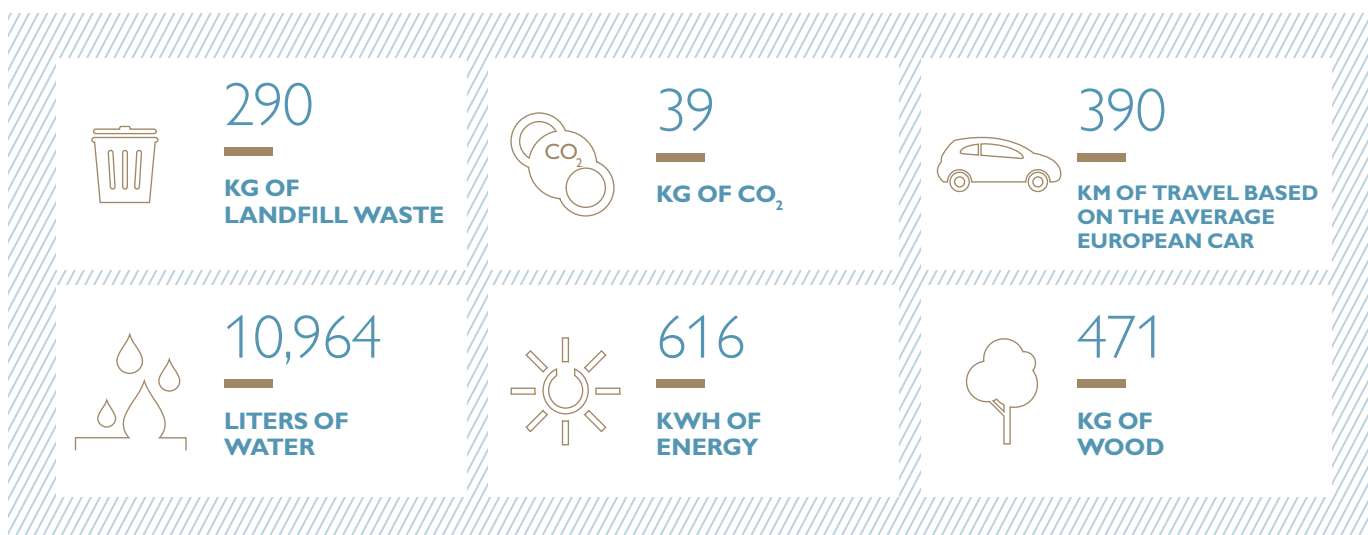 290
KG OF
LANDFILL WASTE
CO₂
39
KG OF CO₂
390
KM OF TRAVEL BASED
ON THE AVERAGE
EUROPEAN CAR
10,964
LITERS OF
WATER
616
KWH OF
ENERGY
471
KG OF
WOOD